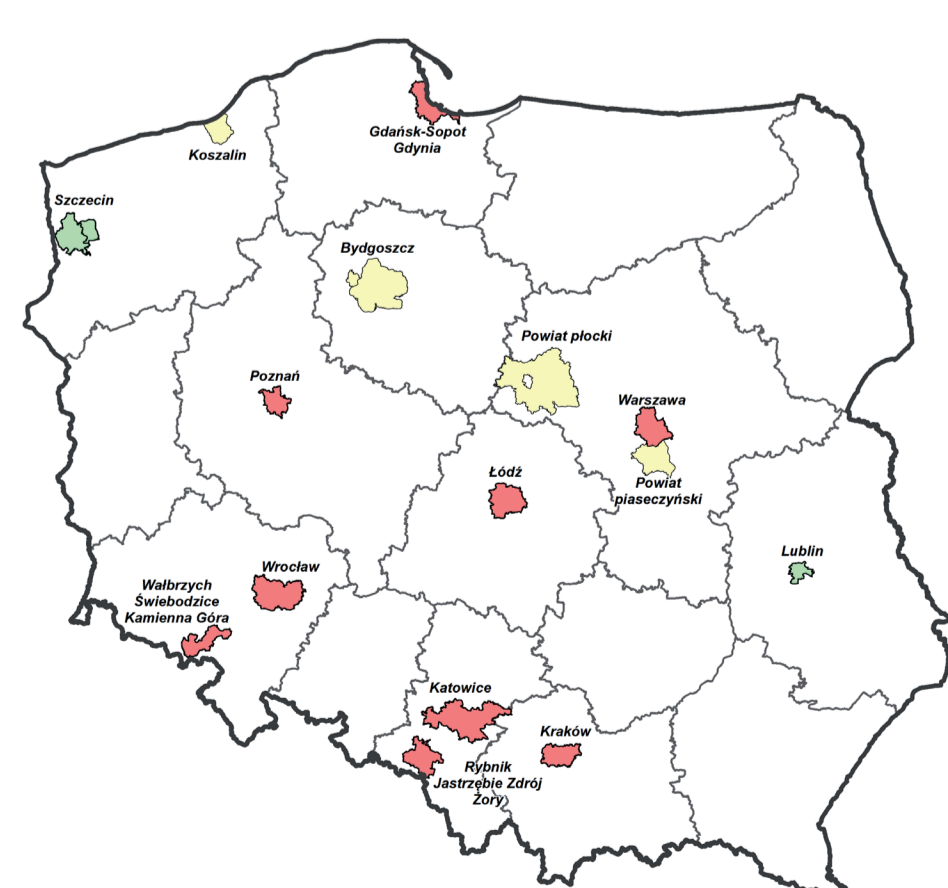 Gdańsk-Sopot
Gdynia
Koszalin
Szczecin
Bydgoszcz
Powiat płocki
Poznań
Warszawa
Łódź
Powiat
piaseczyński
Lublin
Wrocław
Wałbrzych
Świebodzice
Kamienna Góra
Katowice
Kraków
Rybnik
Jastrzębie Zdrój
Żory